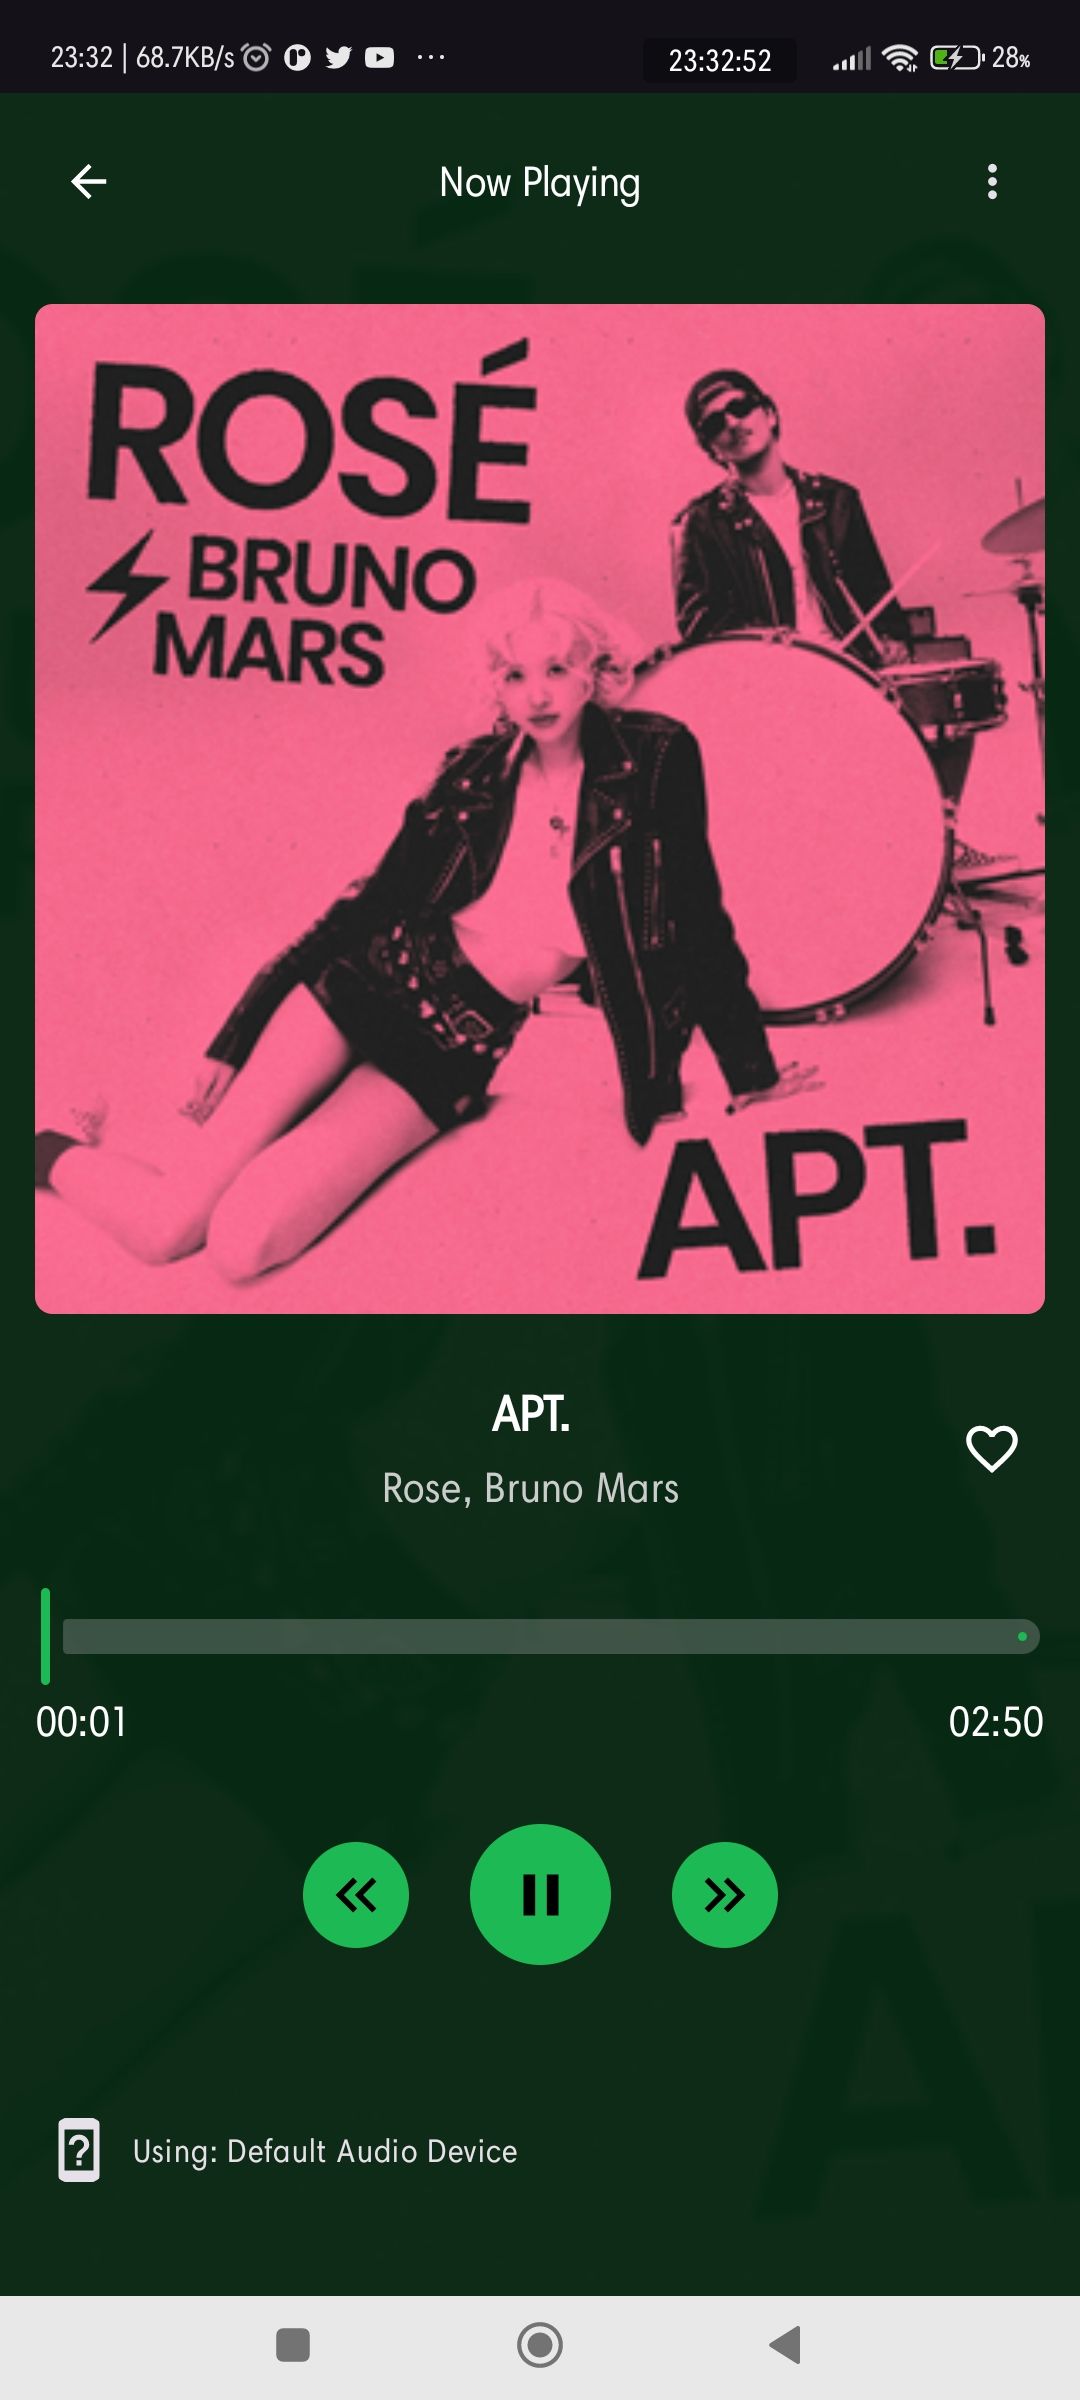 23:32 | 68.7KB/s ... 23:32:52 28%
Now Playing
ROSÉ
BRUNO
MARS
APT.
APT.
Rose, Bruno Mars
00:01 02:50
Using: Default Audio Device